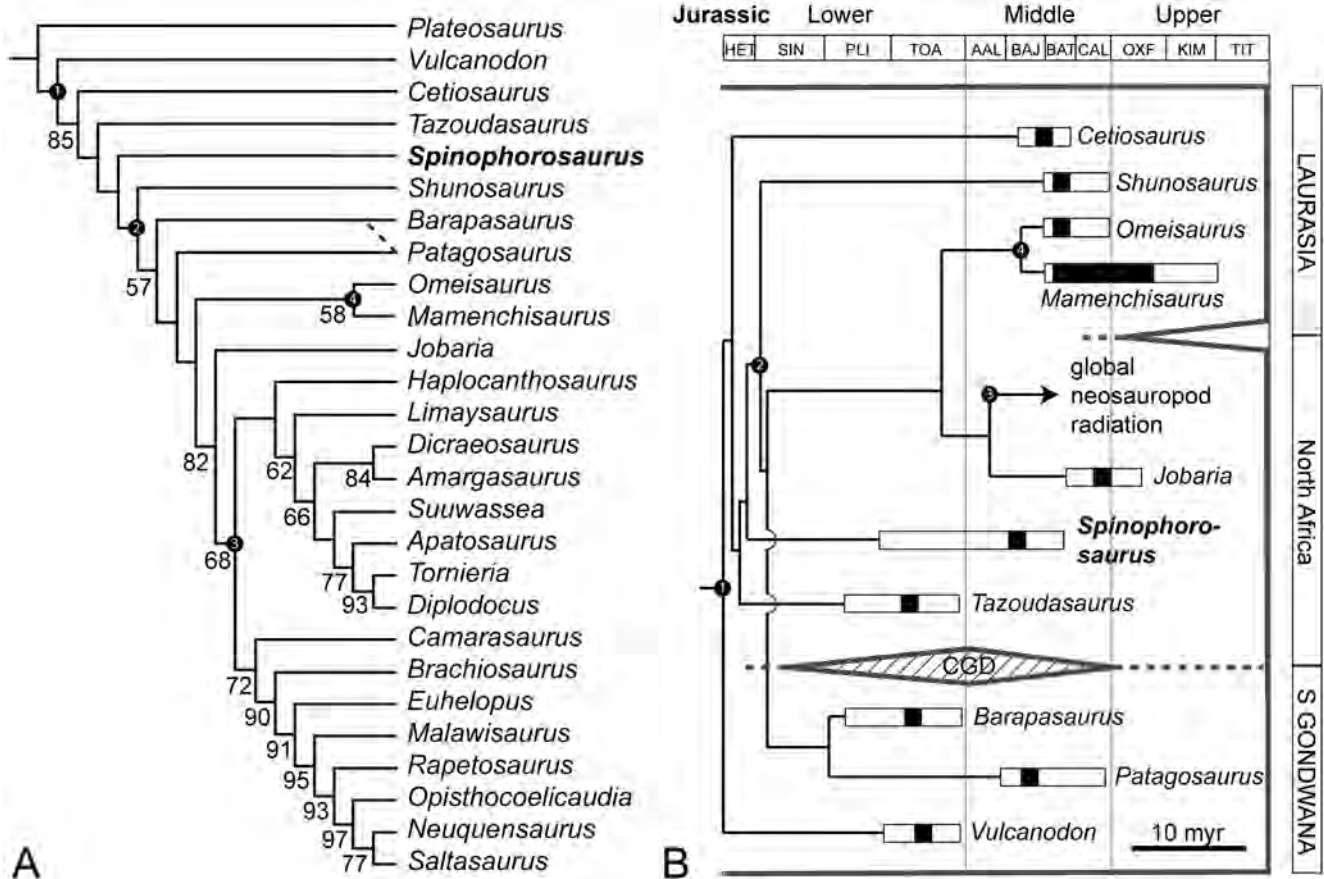 Plateosaurus
Vulcanodon
1
Cetiosaurus
85
Tazoudasaurus
Spinophorosaurus
Shunosaurus
2
Barapasaurus
57
Patagosaurus
Omeisaurus
4
58
Mamenchisaurus
Jobaria
Haplocanthosaurus
Limaysaurus
82
62
Dicraeosaurus
84
Amargasaurus
66
Suuwassea
3
68
Apatosaurus
77
Tornieria
93
Diplodocus
Camarasaurus
72
Brachiosaurus
90
Euhelopus
91
Malawisaurus
95
Rapetosaurus
93
Opisthocoelicaudia
97
Neuquensaurus
77
Saltasaurus
A
Jurassic Lower Middle Upper
HET SIN PLI TOA AAL BAJ BAT CAL OXF KIM TIT
Cetiosaurus
Shunosaurus
Omeisaurus
4
Mamenchisaurus
LAURASIA
2
3
global
neosauropod
radiation
Jobaria
Spinophoro-
saurus
1
Tazoudasaurus
North Africa
CGD
Barapasaurus
Patagosaurus
Vulcanodon
10 myr
S GONDWANA
B